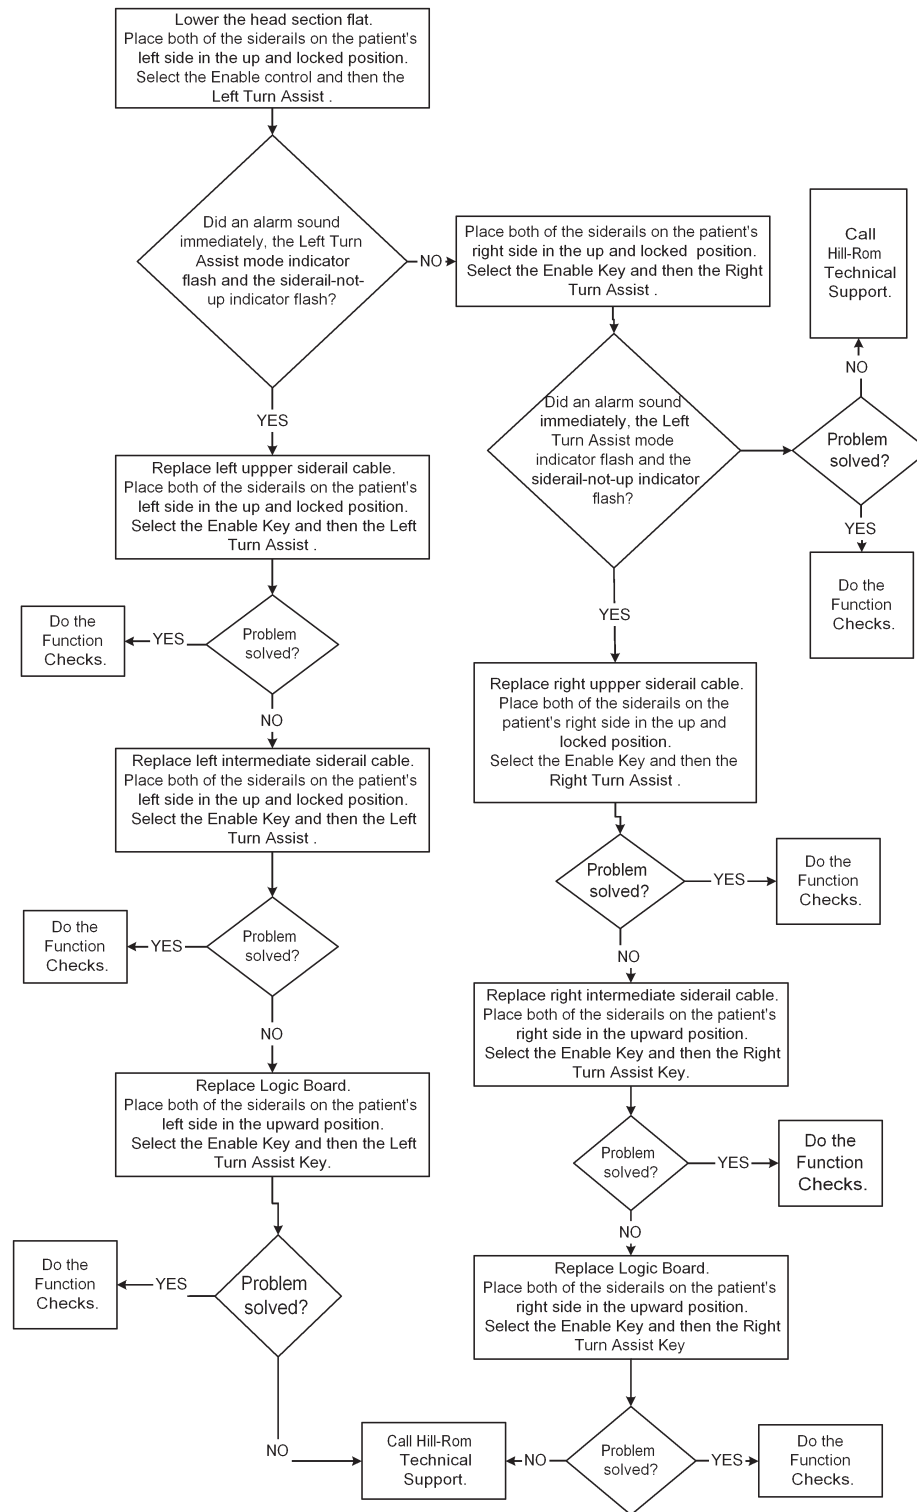 Lower the head section flat.
Place both of the siderails on the patient's
left side in the up and locked position.
Select the Enable control and then the
Left Turn Assist .
Did an alarm sound
immediately, the Left Turn
Assist mode indicator
flash and the siderail-not-
up indicator flash?
NO
Place both of the siderails on the patient's
right side in the up and locked position.
Select the Enable Key and then the Right
Turn Assist .
Call
Hill-Rom
Technical
Support.
NO
Did an alarm sound
immediately, the Left
Turn Assist mode
indicator flash and the
siderail-not-up indicator
flash?
Problem
solved?
YES
Do the
Function
Checks.
YES
Replace left uppper siderail cable.
Place both of the siderails on the patient's
left side in the up and locked position.
Select the Enable Key and then the Left
Turn Assist .
Problem
solved?
YES
Do the
Function
Checks.
NO
Replace left intermediate siderail cable.
Place both of the siderails on the patient's
left side in the up and locked position.
Select the Enable Key and then the Left
Turn Assist .
Problem
solved?
YES
Do the
Function
Checks.
NO
Replace Logic Board.
Place both of the siderails on the patient's
left side in the upward position.
Select the Enable Key and then the Left
Turn Assist Key.
Problem
solved?
YES
Do the
Function
Checks.
NO
YES
Replace right uppper siderail cable.
Place both of the siderails on the
patient's right side in the up and
locked position.
Select the Enable Key and then the
Right Turn Assist .
Problem
solved?
YES
Do the
Function
Checks.
NO
Replace right intermediate siderail cable.
Place both of the siderails on the patient's
right side in the upward position.
Select the Enable Key and then the Right
Turn Assist Key.
Problem
solved?
YES
Do the
Function
Checks.
NO
Replace Logic Board.
Place both of the siderails on the patient's
right side in the upward position.
Select the Enable Key and then the Right
Turn Assist Key
Problem
solved?
YES
Do the
Function
Checks.
NO
Call Hill-Rom
Technical
Support.